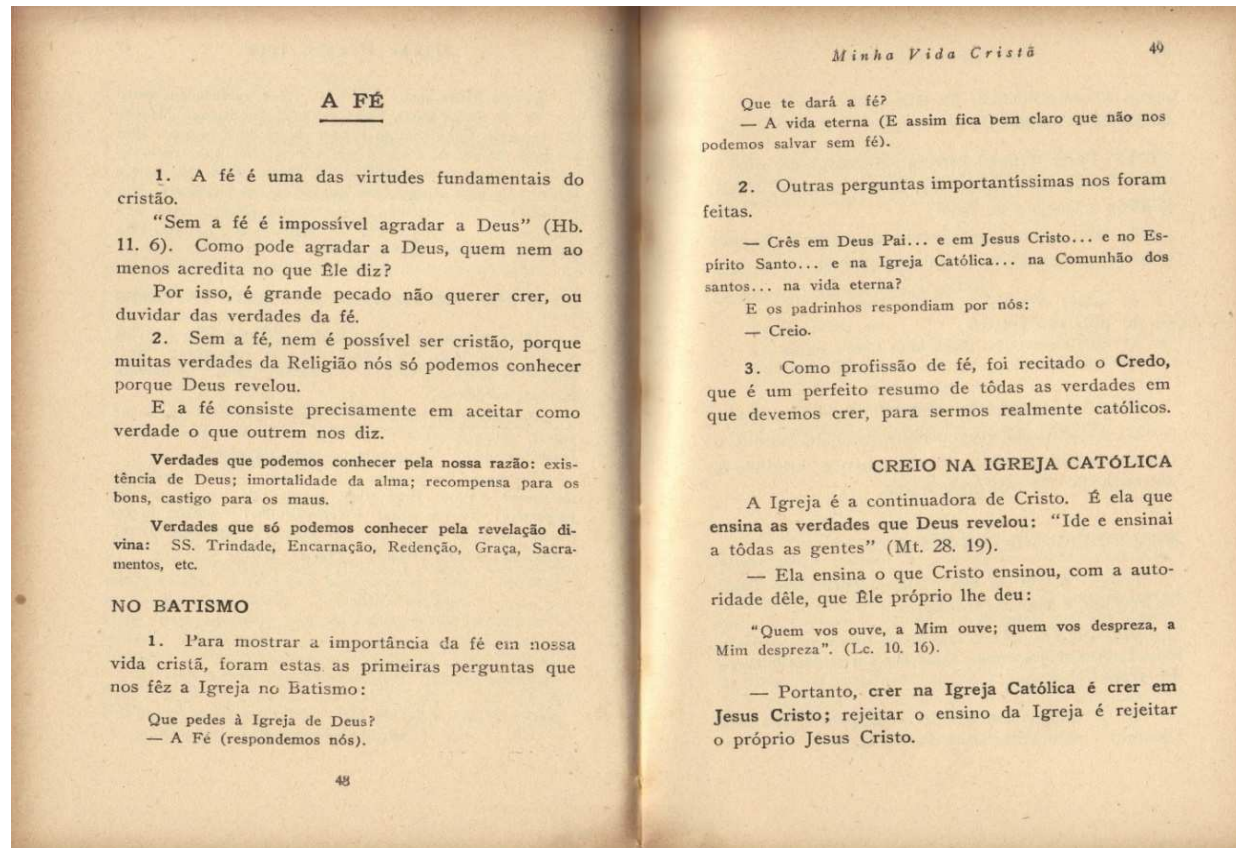 A FÉ
1. A fé é uma das virtudes fundamentais do
cristão.
"Sem a fé é impossível agradar a Deus" (Hb.
11. 6). Como pode agradar a Deus, quem nem ao
menos acredita no que Êle diz?
Por isso, é grande pecado não querer crer, ou
duvidar das verdades da fé.
2. Sem a fé, nem é possível ser cristão, porque
muitas verdades da Religião nós só podemos conhecer
porque Deus revelou.
E a fé consiste precisamente em aceitar como
verdade o que outrem nos diz.
Verdades que podemos conhecer pela nossa razão: exis-
tência de Deus; imortalidade da alma; recompensa para os
bons, castigo para os maus.
Verdades que só podemos conhecer pela revelação di-
vina: SS. Trindade, Encarnação, Redenção, Graça, Sacra-
mentos, etc.
NO BATISMO
1. Para mostrar a importância da fé em nossa
vida cristã, foram estas as primeiras perguntas que
nos fêz a Igreja no Batismo:
Que pedes à Igreja de Deus?
— A Fé (respondemos nós).
48
Minha Vida Cristã 49
Que te dará a fé?
— A vida eterna (E assim fica bem claro que não nos
podemos salvar sem fé).
2. Outras perguntas importantíssimas nos foram
feitas.
— Crês em Deus Pai... e em Jesus Cristo... e no Es-
pírito Santo... e na Igreja Católica... na Comunhão dos
santos... na vida eterna?
E os padrinhos respondiam por nós:
— Creio.
3. Como profissão de fé, foi recitado o Credo,
que é um perfeito resumo de tôdas as verdades em
que devemos crer, para sermos realmente católicos.
CREIO NA IGREJA CATÓLICA
A Igreja é a continuadora de Cristo. É ela que
ensina as verdades que Deus revelou: "Ide e ensinai
a tôdas as gentes" (Mt. 28. 19).
— Ela ensina o que Cristo ensinou, com a auto-
ridade dêle, que Êle próprio lhe deu:
"Quem vos ouve, a Mim ouve; quem vos despreza, a
Mim despreza". (Lc. 10. 16).
— Portanto, crer na Igreja Católica é crer em
Jesus Cristo; rejeitar o ensino da Igreja é rejeitar
o próprio Jesus Cristo.